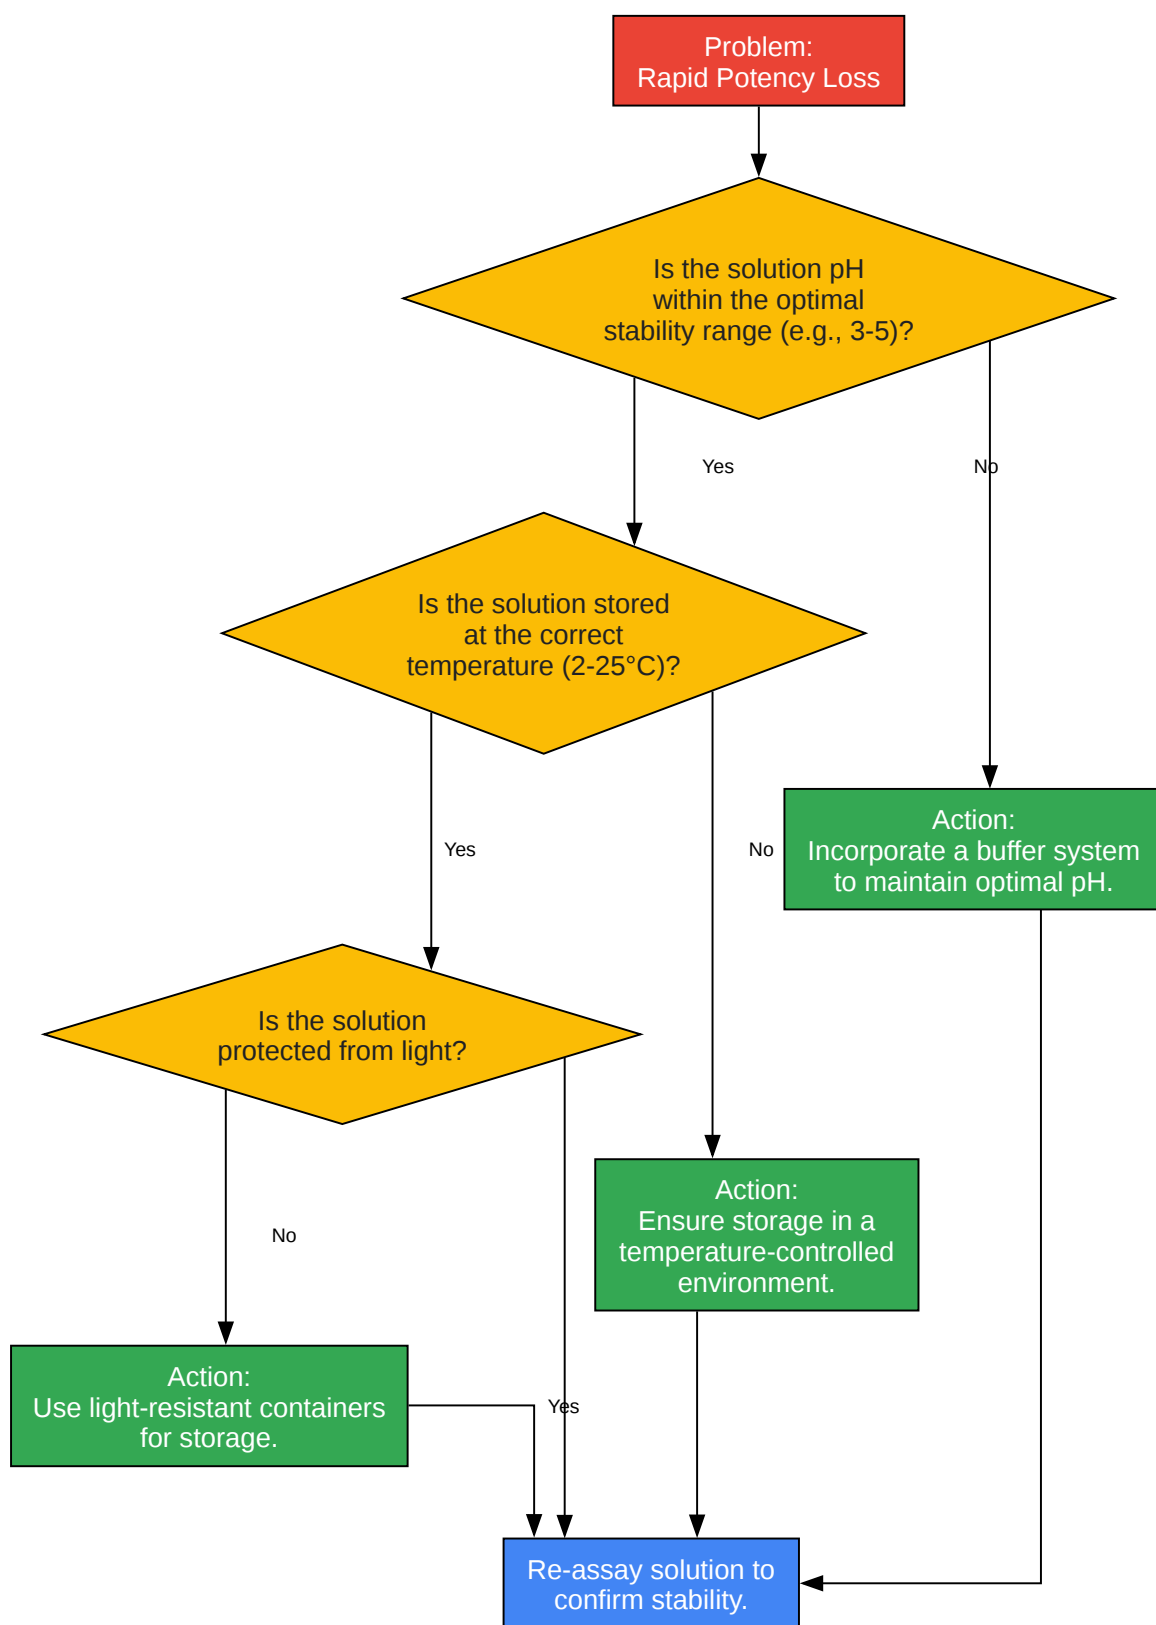 Problem:
Rapid Potency Loss
Is the solution pH
within the optimal
stability range (e.g., 3-5)?
Yes
No
Is the solution stored
at the correct
temperature (2-25°C)?
Yes
No
Action:
Incorporate a buffer system
to maintain optimal pH.
Is the solution
protected from light?
No
Yes
Action:
Ensure storage in a
temperature-controlled
environment.
Action:
Use light-resistant containers
for storage.
Re-assay solution to
confirm stability.